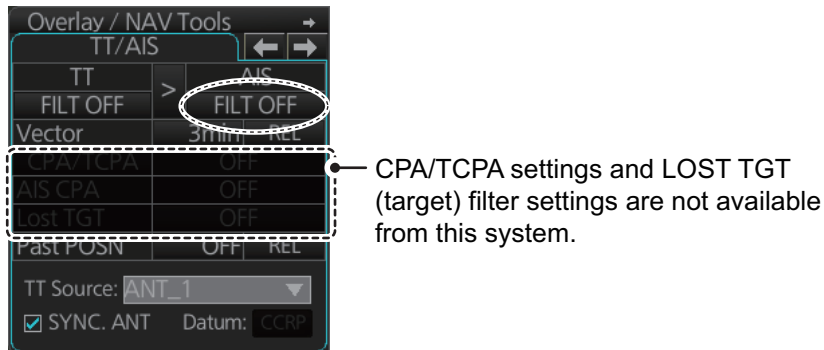 Overlay / NAV Tools
TT/AIS
TT > AIS
FILT OFF FILT OFF
Vector 3min REL
CPA/TCPA OFF
AIS CPA OFF
Lost TGT OFF
Past POSN OFF REL
TT Source: ANT_1
SYNC. ANT Datum: CCRP
CPA/TCPA settings and LOST TGT
(target) filter settings are not available
from this system.